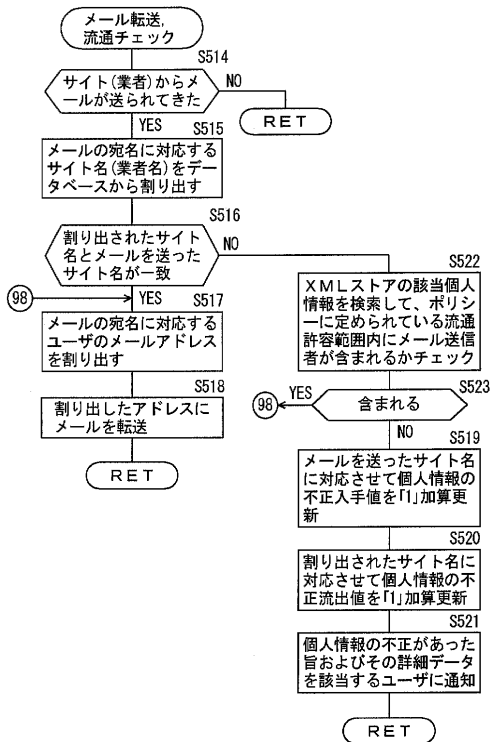 メール転送,
流通チェック
S514
サイト(業者)からメ
ールが送られてきた
NO
RET
YES
S515
メールの宛名に対応する
サイト名(業者名)をデー
タベースから割り出す
S516
割り出されたサイト
名とメールを送った
サイト名が一致
NO
98
YES
S517
メールの宛名に対応する
ユーザのメールアドレス
を割り出す
S518
割り出したアドレスに
メールを転送
RET
S522
XMLストアの該当個人
情報を検索して、ポリシ
ーに定められている流通
許容範囲内にメール送信
者が含まれるかチェック
S523
98
YES
含まれる
NO
S519
メールを送ったサイト名
に対応させて個人情報の
不正入手値を「1」加算更
新
S520
割り出されたサイト名に
対応させて個人情報の不
正流出値を「1」加算更新
S521
個人情報の不正があった
旨およびその詳細データ
を該当するユーザに通知
RET